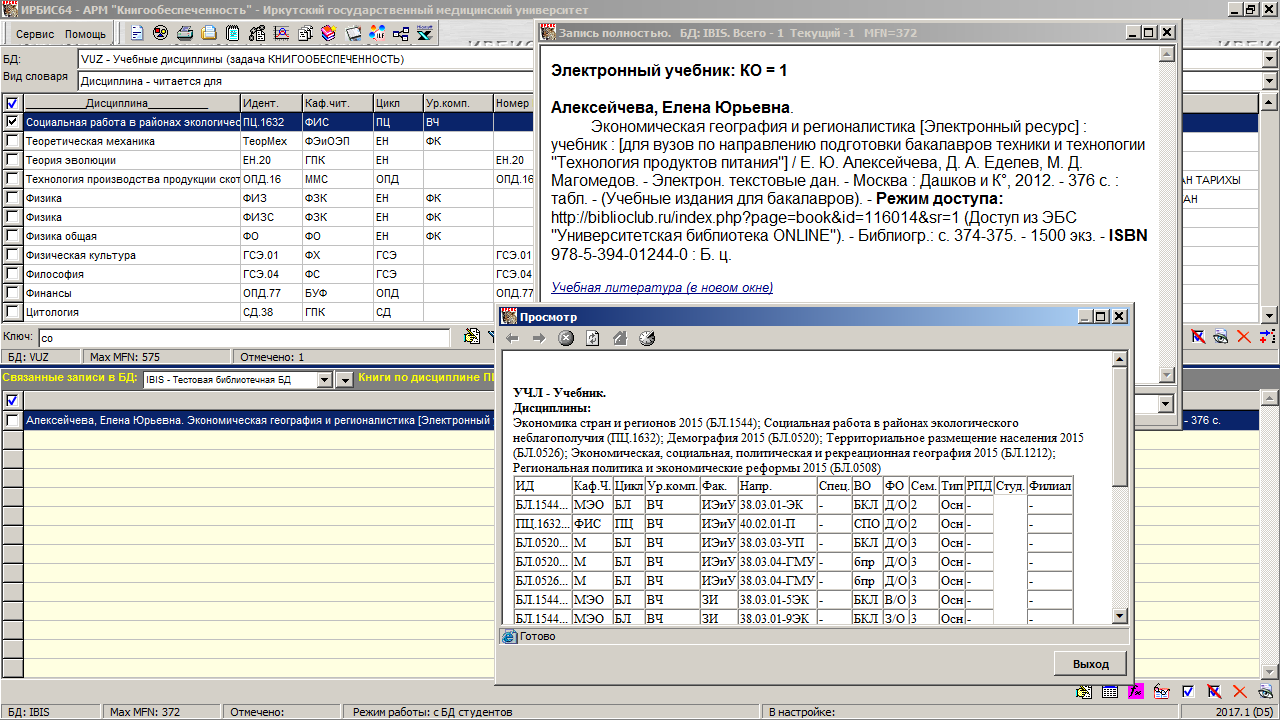 ИРБИС64 - АРМ "Книгообеспеченность" - Иркутский государственный медицинский университет
Сервис Помощь
БД: VUZ - Учебные дисциплины (задача КНИГООБЕСПЕЧЕННОСТЬ)
Вид словаря Дисциплина - читается для
Дисциплина Идент. Каф.чит. Цикл Ур.комп. Номер
Социальная работа в районах экологичес ПЦ.1632 ФИС ПЦ ВЧ
Теоретическая механика ТеорМех ФЭиОЭП ЕН ФК
Теория эволюции ЕН.20 ГПК ЕН ЕН.20
Технология производства продукции скот ОПД.16 ММС ОПД ОПД.16 АН ТАРИХЫ
Физика ФИЗ ФЗК ЕН ФК АН
Физика ФИЗС ФЗК ЕН ФК
Физика общая ФО ФО ЕН ФК
Физическая культура ГСЭ.01 ФХ ГСЭ ГСЭ.01
Философия ГСЭ.04 ФС ГСЭ ГСЭ.04
Финансы ОПД.77 БУФ ОПД ОПД.77
Цитология СД.38 ГПК СД
Ключ: со
БД: VUZ Max MFN: 575 Отмечено: 1
Запись полностью. БД: IBIS. Всего - 1 Текущий -1 MFN=372
Электронный учебник: КО = 1
Алексейчева, Елена Юрьевна.
Экономическая география и регионалистика [Электронный ресурс] :
учебник : [для вузов по направлению подготовки бакалавров техники и технологии
"Технология продуктов питания"] / Е. Ю. Алексейчева, Д. А. Еделев, М. Д.
Магомедов. - Электрон. текстовые дан. - Москва : Дашков и К°, 2012. - 376 с. :
табл. - (Учебные издания для бакалавров). - Режим доступа:
http://biblioclub.ru/index.php?page=book&id=116014&sr=1 (Доступ из ЭБС
"Университетская библиотека ONLINE"). - Библиогр.: с. 374-375. - 1500 экз. - ISBN
978-5-394-01244-0 : Б. ц.
Учебная литература (в новом окне)
Связанные записи в БД: IBIS - Тестовая библиотечная БД Книги по дисциплине
Алексейчева, Елена Юрьевна. Экономическая география и регионалистика [Электронный - 376 с.
Просмотр
УЧ.Л - Учебник.
Дисциплины:
Экономика стран и регионов 2015 (БЛ.1544); Социальная работа в районах экологического
неблагополучия (ПЦ.1632); Демография 2015 (БЛ.0520); Территориальное размещение населения 2015
(БЛ.0526); Экономическая, социальная, политическая и рекреационная география 2015 (БЛ.1212);
Региональная политика и экономические реформы 2015 (БЛ.0508)
ИД Каф.Ч. Цикл Ур.комп. Фак. Напр. Спец. ВО ФО Сем. Тип РПД Студ. Филиал
БЛ.1544... МЭО БЛ ВЧ ИЭиУ 38.03.01-ЭК - БКЛ Д/О 2 Осн - -
ПЦ.1632... ФИС ПЦ ВЧ ИЭиУ 40.02.01-П - СПО Д/О 2 Осн - -
БЛ.0520... М БЛ ВЧ ИЭиУ 38.03.03-УП - БКЛ Д/О 3 Осн - -
БЛ.0520... М БЛ ВЧ ИЭиУ 38.03.04-ГМУ - бпр Д/О 3 Осн - -
БЛ.0526... М БЛ ВЧ ИЭиУ 38.03.04-ГМУ - бпр Д/О 3 Осн - -
БЛ.1544... МЭО БЛ ВЧ ЗИ 38.03.01-5ЭК - БКЛ В/О 3 Осн - -
БЛ.1544... МЭО БЛ ВЧ ЗИ 38.03.01-9ЭК - БКЛ З/О 3 Осн - -
Готово
Выход
БД: IBIS Max MFN: 372 Отмечено: Режим работы: с БД студентов В настройке: 2017.1 (D5)